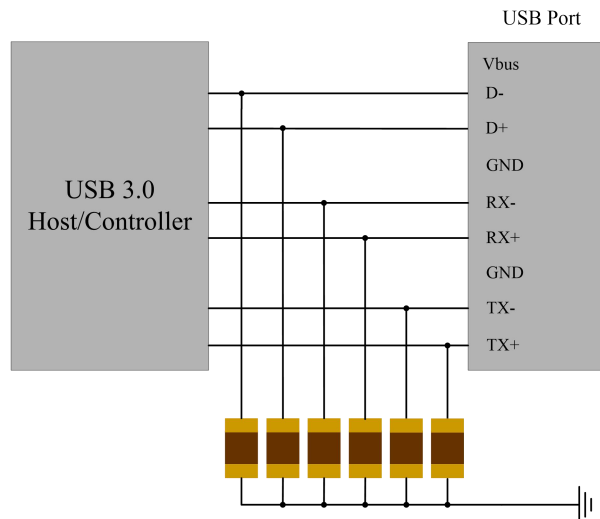 USB Port
USB 3.0
Host/Controller
Vbus
D-
D+
GND
RX-
RX+
GND
TX-
TX+